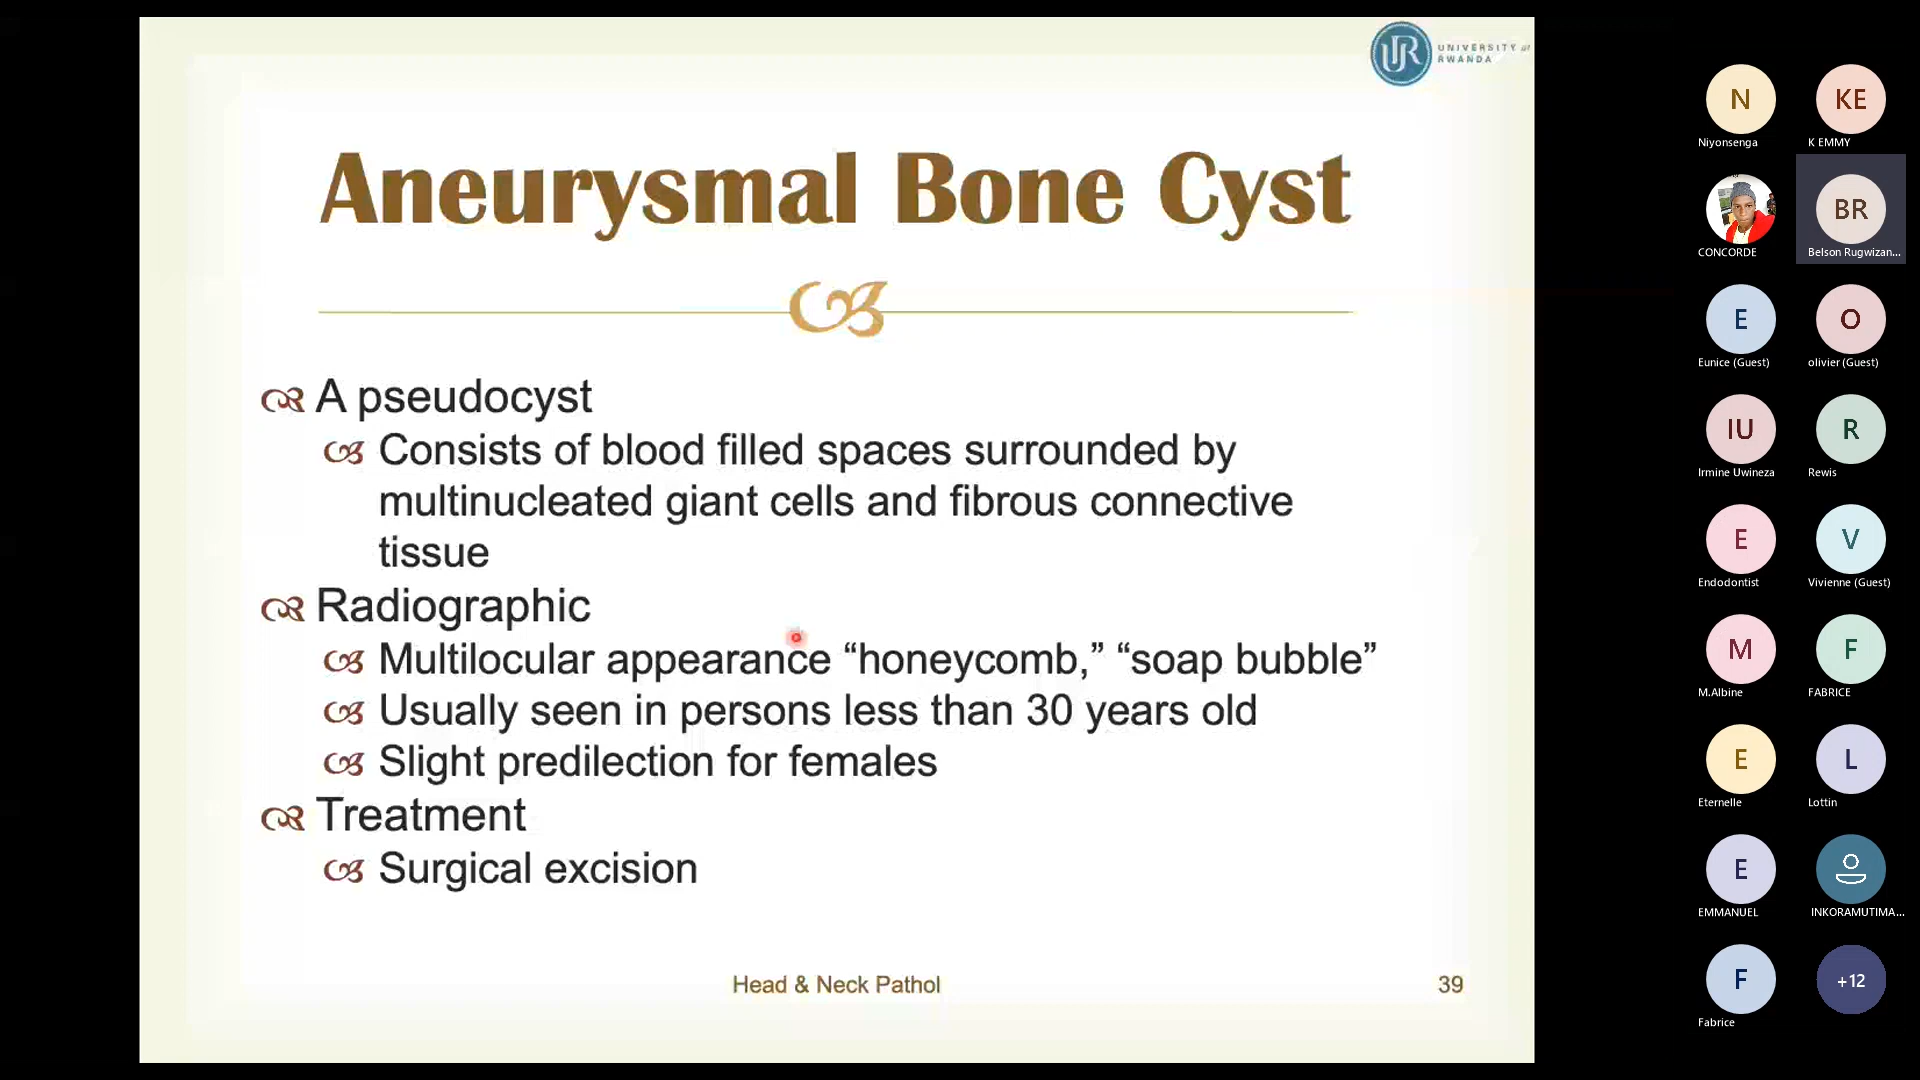 UNIVERSITY of
RWANDA
Aneurysmal Bone Cyst
A pseudocyst
Consists of blood filled spaces surrounded by
multinucleated giant cells and fibrous connective
tissue
Radiographic
Multilocular appearance “honeycomb,” “soap bubble”
Usually seen in persons less than 30 years old
Slight predilection for females
Treatment
Surgical excision
Head & Neck Pathol
39
N
Niyonsenga
KE
K EMMY
CONCORDE
BR
Belson Rugwizan...
E
Eunice (Guest)
O
olivier (Guest)
IU
Irmine Uwineza
R
Rewis
E
Endodontist
V
Vivienne (Guest)
M
M.Albine
F
FABRICE
E
Eternelle
L
Lottin
E
EMMANUEL
INKORAMUTIMA...
F
Fabrice
+12